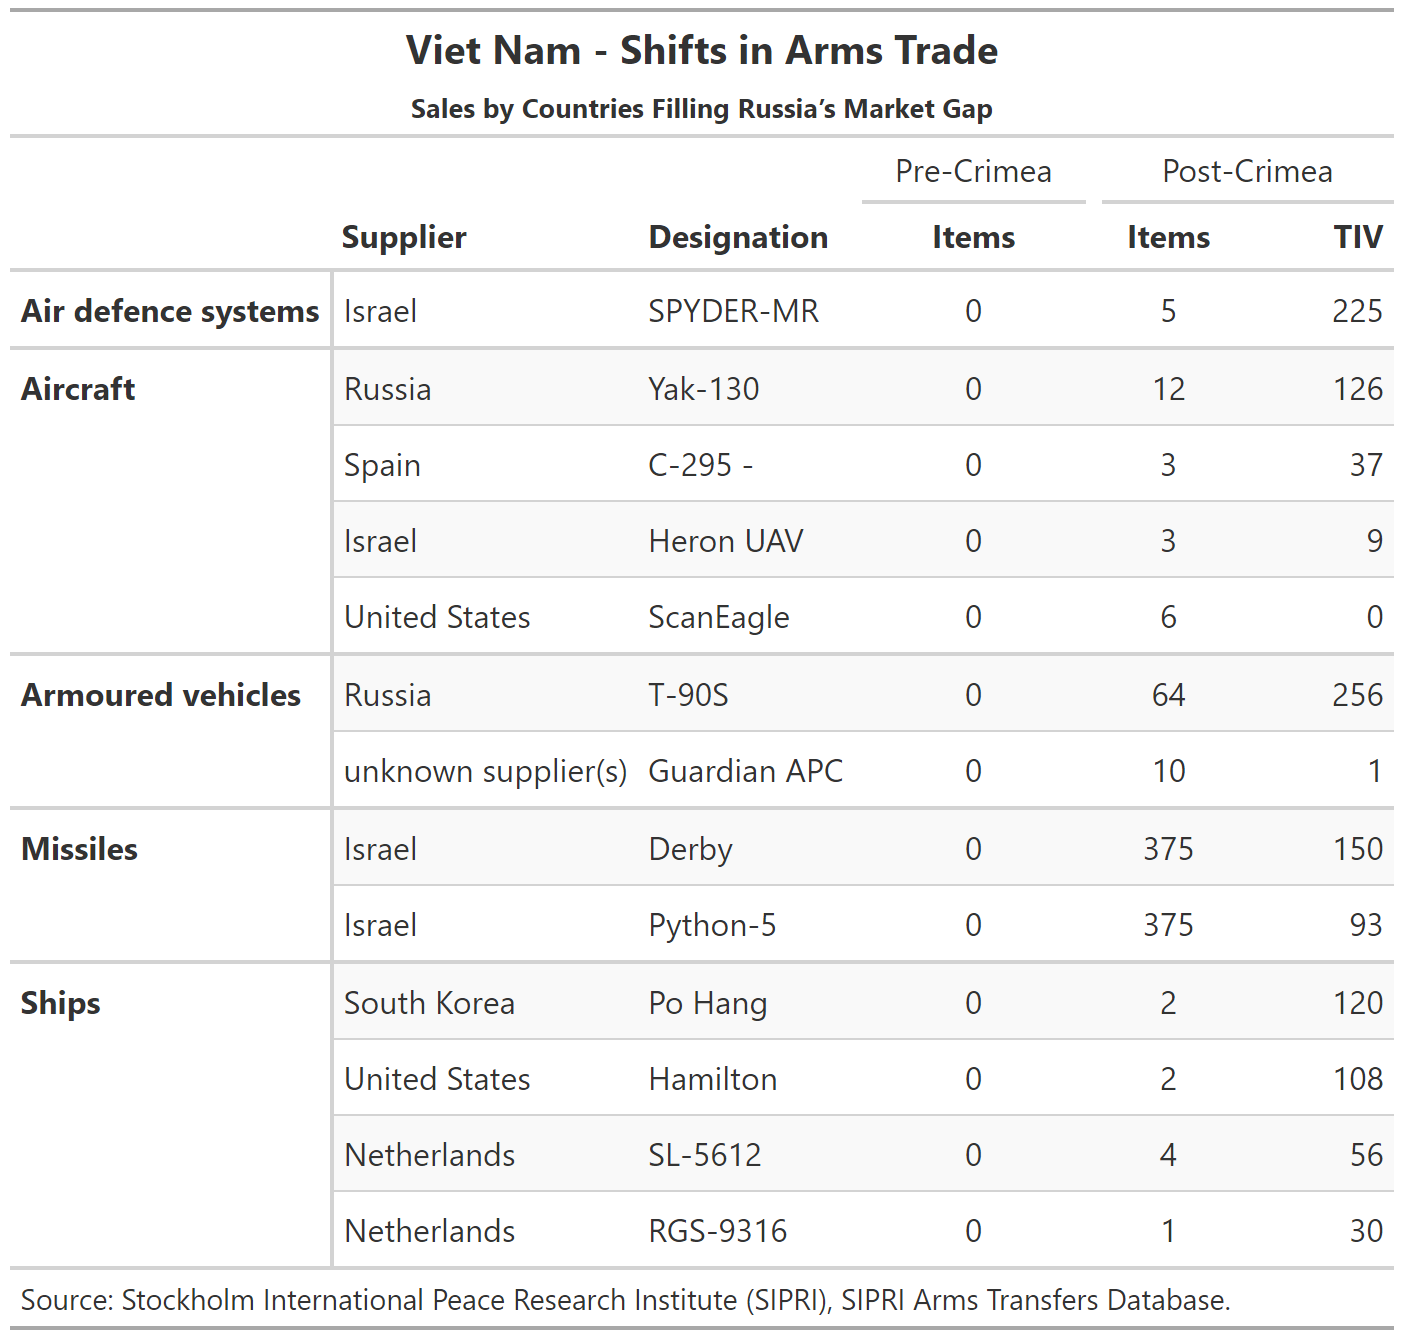 Viet Nam - Shifts in Arms Trade
Sales by Countries Filling Russia’s Market Gap
Pre-Crimea Post-Crimea
Supplier Designation Items Items TIV
Air defence systems Israel SPYDER-MR 0 5 225
Aircraft Russia Yak-130 0 12 126
Spain C-295 - 0 3 37
Israel Heron UAV 0 3 9
United States ScanEagle 0 6 0
Armoured vehicles Russia T-90S 0 64 256
unknown supplier(s) Guardian APC 0 10 1
Missiles Israel Derby 0 375 150
Israel Python-5 0 375 93
Ships South Korea Po Hang 0 2 120
United States Hamilton 0 2 108
Netherlands SL-5612 0 4 56
Netherlands RGS-9316 0 1 30
Source: Stockholm International Peace Research Institute (SIPRI), SIPRI Arms Transfers Database.